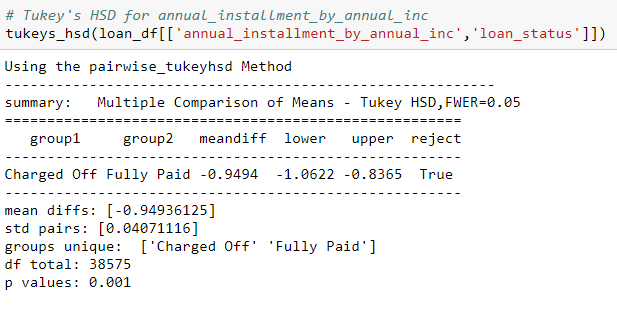 # Tukey's HSD for annual_installment_by_annual_inc
tukeys_hsd(loan_df[['annual_installment_by_annual_inc','loan_status']])
Using the pairwise_tukeyhsd Method
----------------------------------------------------------
summary:   Multiple Comparison of Means - Tukey HSD,FWER=0.05
======================================================
   group1     group2   meandiff  lower   upper  reject
------------------------------------------------------
Charged Off Fully Paid -0.9494  -1.0622 -0.8365  True
------------------------------------------------------
mean diffs: [-0.94936125]
std pairs: [0.04071116]
groups unique:  ['Charged Off' 'Fully Paid']
df total: 38575
p values: 0.001